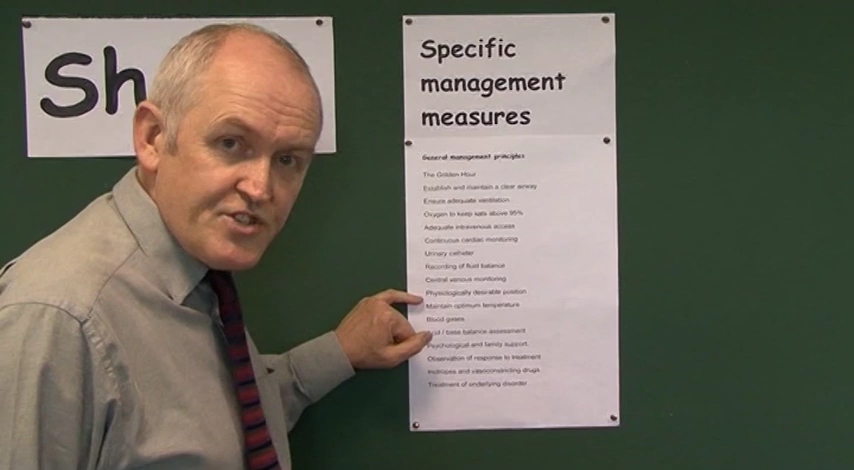 Sh
Specific
management
measures
General management principles
The Golden Hour
Establish and maintain a clear airway
Ensure adequate ventilation
Oxygen to keep sats above 95%
Adequate intravenous access
Continuous cardiac monitoring
Urinary catheter
Recording of fluid balance
Central venous monitoring
Physiologically desirable position
Maintain optimum temperature
Blood gases
/ base balance assessment
Psychological and family support
Observation of response to treatment
Inotropes and vasoconstricting drugs
Treatment of underlying disorder